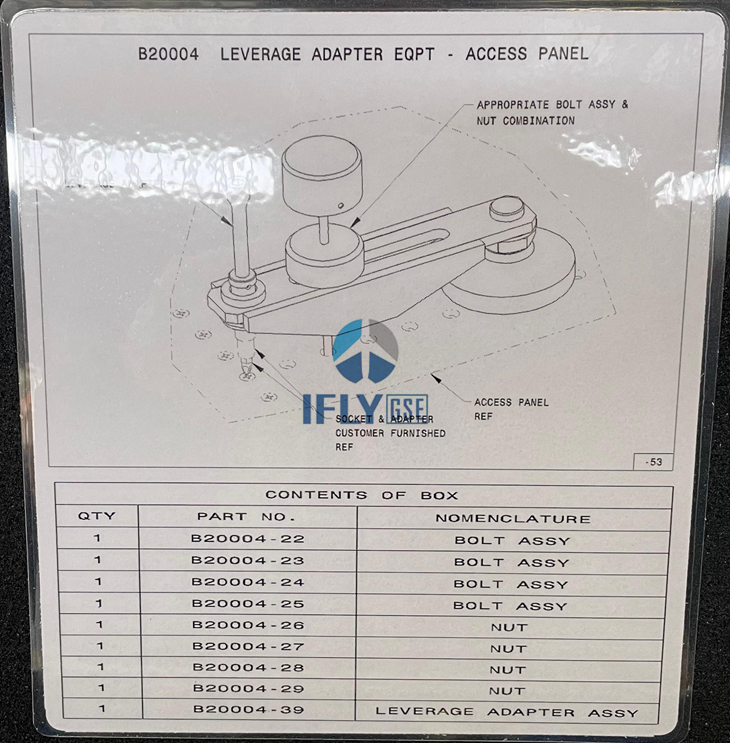 B20004 LEVERAGE ADAPTER EQPT - ACCESS PANEL
APPROPRIATE BOLT ASSY &
NUT COMBINATION
IFLY GSE
ACCESS PANEL
REF
SOCKET & ADAPTER
CUSTOMER FURNISHED
REF
-53
CONTENTS OF BOX
QTY PART NO. NOMENCLATURE
1 B20004-22 BOLT ASSY
1 B20004-23 BOLT ASSY
1 B20004-24 BOLT ASSY
1 B20004-25 BOLT ASSY
1 B20004-26 NUT
1 B20004-27 NUT
1 B20004-28 NUT
1 B20004-29 NUT
1 B20004-39 LEVERAGE ADAPTER ASSY